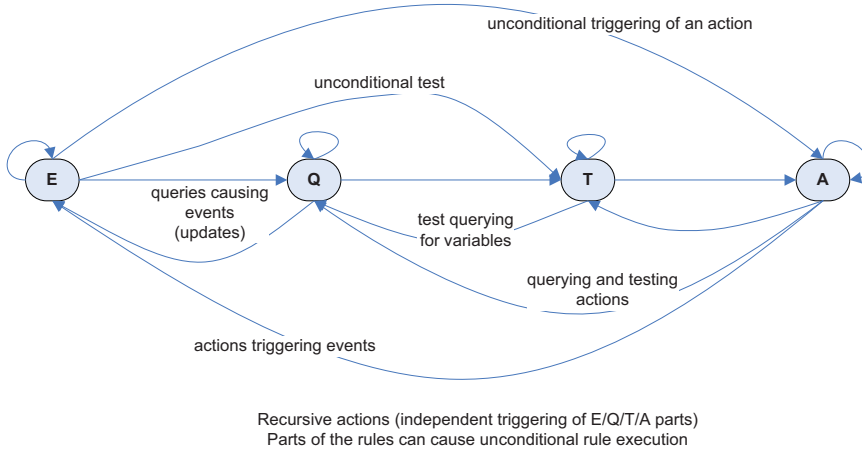 unconditional triggering of an action
unconditional test
E
Q
T
A
queries causing
events
(updates)
test querying
for variables
querying and testing
actions
actions triggering events
Recursive actions (independent triggering of E/Q/T/A parts)
Parts of the rules can cause unconditional rule execution